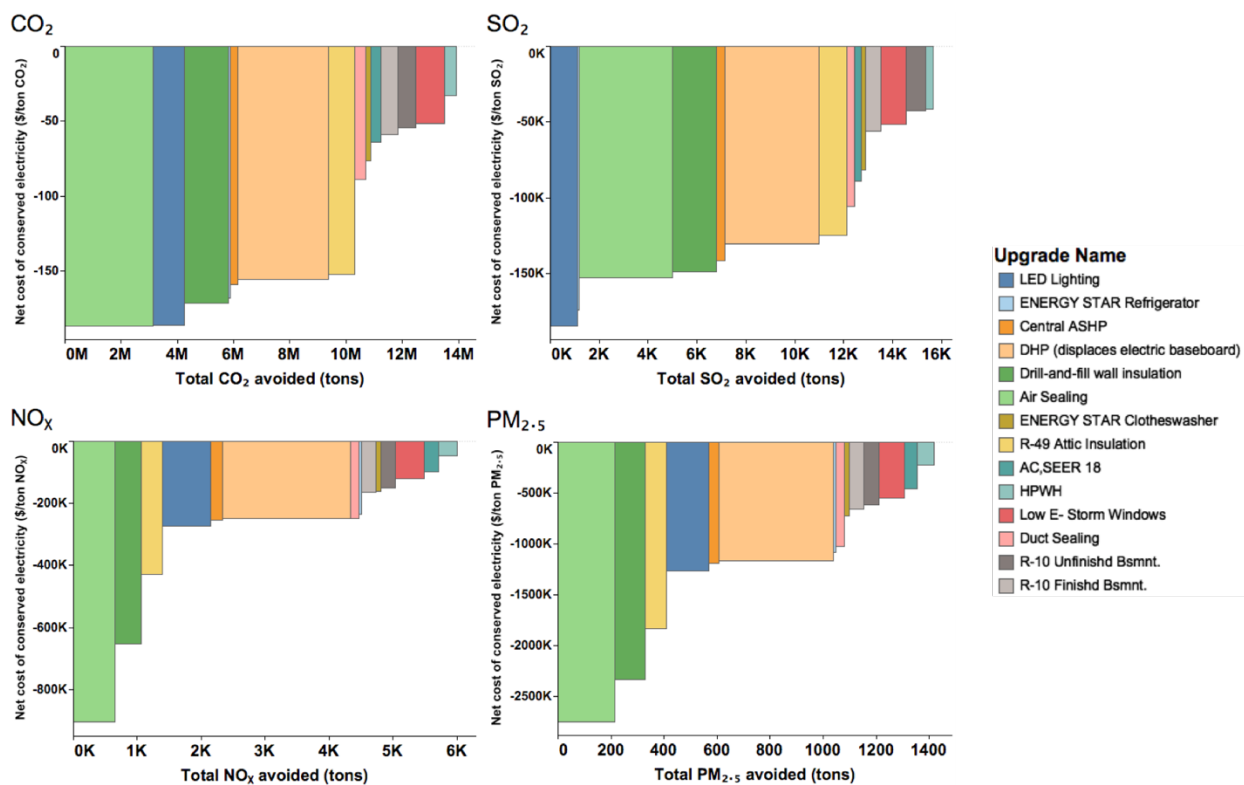 CO₂
Net cost of conserved electricity ($/ton CO₂)
0
-50
-100
-150
0M 2M 4M 6M 8M 10M 12M 14M
Total CO₂ avoided (tons)
SO₂
Net cost of conserved electricity ($/ton SO₂)
0K
-50K
-100K
-150K
0K 2K 4K 6K 8K 10K 12K 14K 16K
Total SO₂ avoided (tons)
Upgrade Name
LED Lighting
ENERGY STAR Refrigerator
Central ASHP
DHP (displaces electric baseboard)
Drill-and-fill wall insulation
Air Sealing
ENERGY STAR Clotheswasher
R-49 Attic Insulation
AC,SEER 18
HPWH
Low E- Storm Windows
Duct Sealing
R-10 Unfinishd Bsmnt.
R-10 Finishd Bsmnt.
NOₓ
Net cost of conserved electricity ($/ton NOₓ)
0K
-200K
-400K
-600K
-800K
0K 1K 2K 3K 4K 5K 6K
Total NOₓ avoided (tons)
PM₂.₅
Net cost of conserved electricity ($/ton PM₂.₅)
0K
-500K
-1000K
-1500K
-2000K
-2500K
0 200 400 600 800 1000 1200 1400
Total PM₂.₅ avoided (tons)